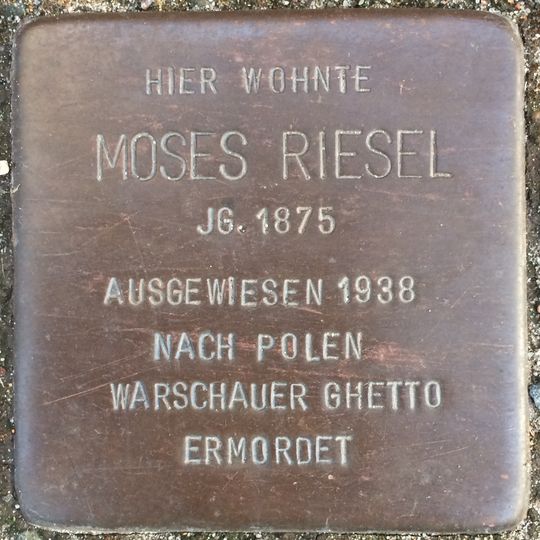 HIER WOHNTE
MOSES RIESEL
JG. 1875
AUSGEWIESEN 1938
NACH POLEN
WARSCHAUER GHETTO
ERMORDET